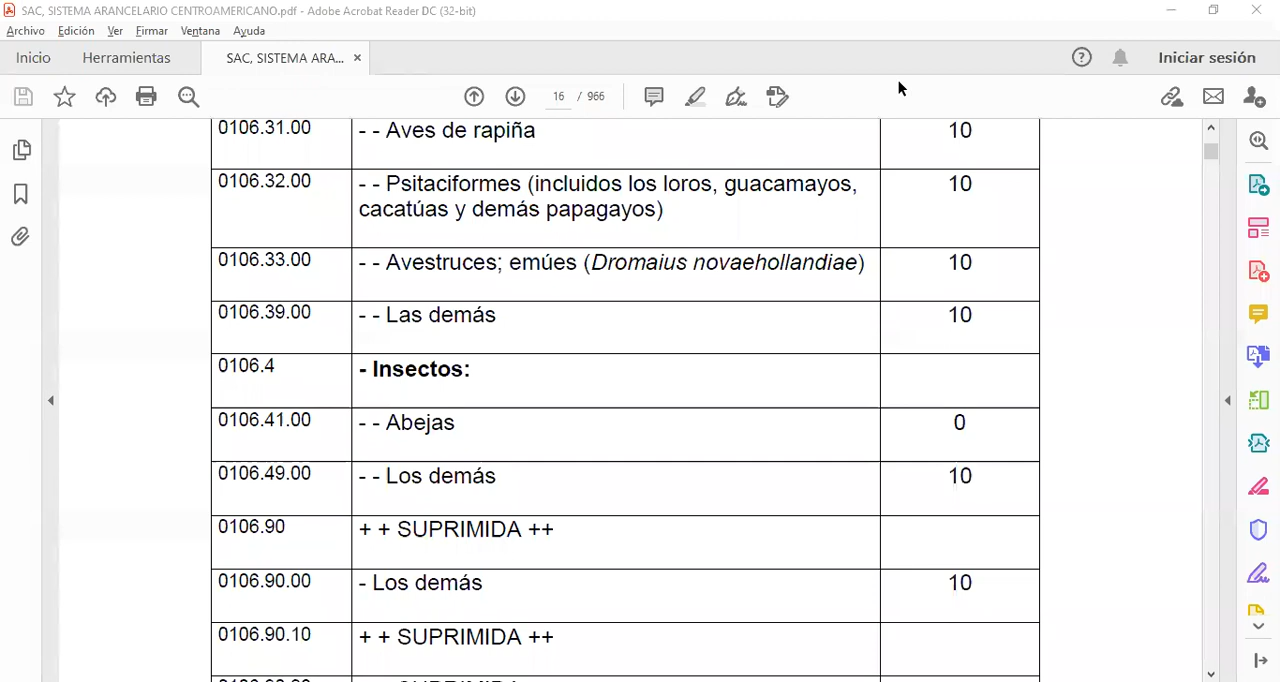 SAC, SISTEMA ARANCELARIO CENTROAMERICANO.pdf - Adobe Acrobat Reader DC (32-bit)
Archivo Edición Ver Firmar Ventana Ayuda
Inicio Herramientas SAC, SISTEMA ARA... × Iniciar sesión
16 / 966
0106.31.00 - - Aves de rapiña 10
0106.32.00 - - Psitaciformes (incluidos los loros, guacamayos, 10
cacatúas y demás papagayos)
0106.33.00 - - Avestruces; emúes (Dromaius novaehollandiae) 10
0106.39.00 - - Las demás 10
0106.4 - Insectos:
0106.41.00 - - Abejas 0
0106.49.00 - - Los demás 10
0106.90 + + SUPRIMIDA ++
0106.90.00 - Los demás 10
0106.90.10 + + SUPRIMIDA ++